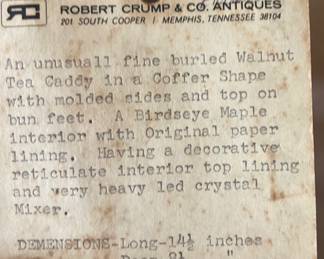 RC ROBERT CRUMP & CO. ANTIQUES
201 SOUTH COOPER / MEMPHIS, TENNESSEE 38104
An unusuall fine burled Walnut
Tea Caddy in a Coffer Shape
with molded sides and top on
bun feet. A Birdseye Maple
interior with Original paper
lining. Having a decorative
reticulate interior top lining
and very heavy led crystal
Mixer.
DEMENSIONS-Long-14½ inches
"